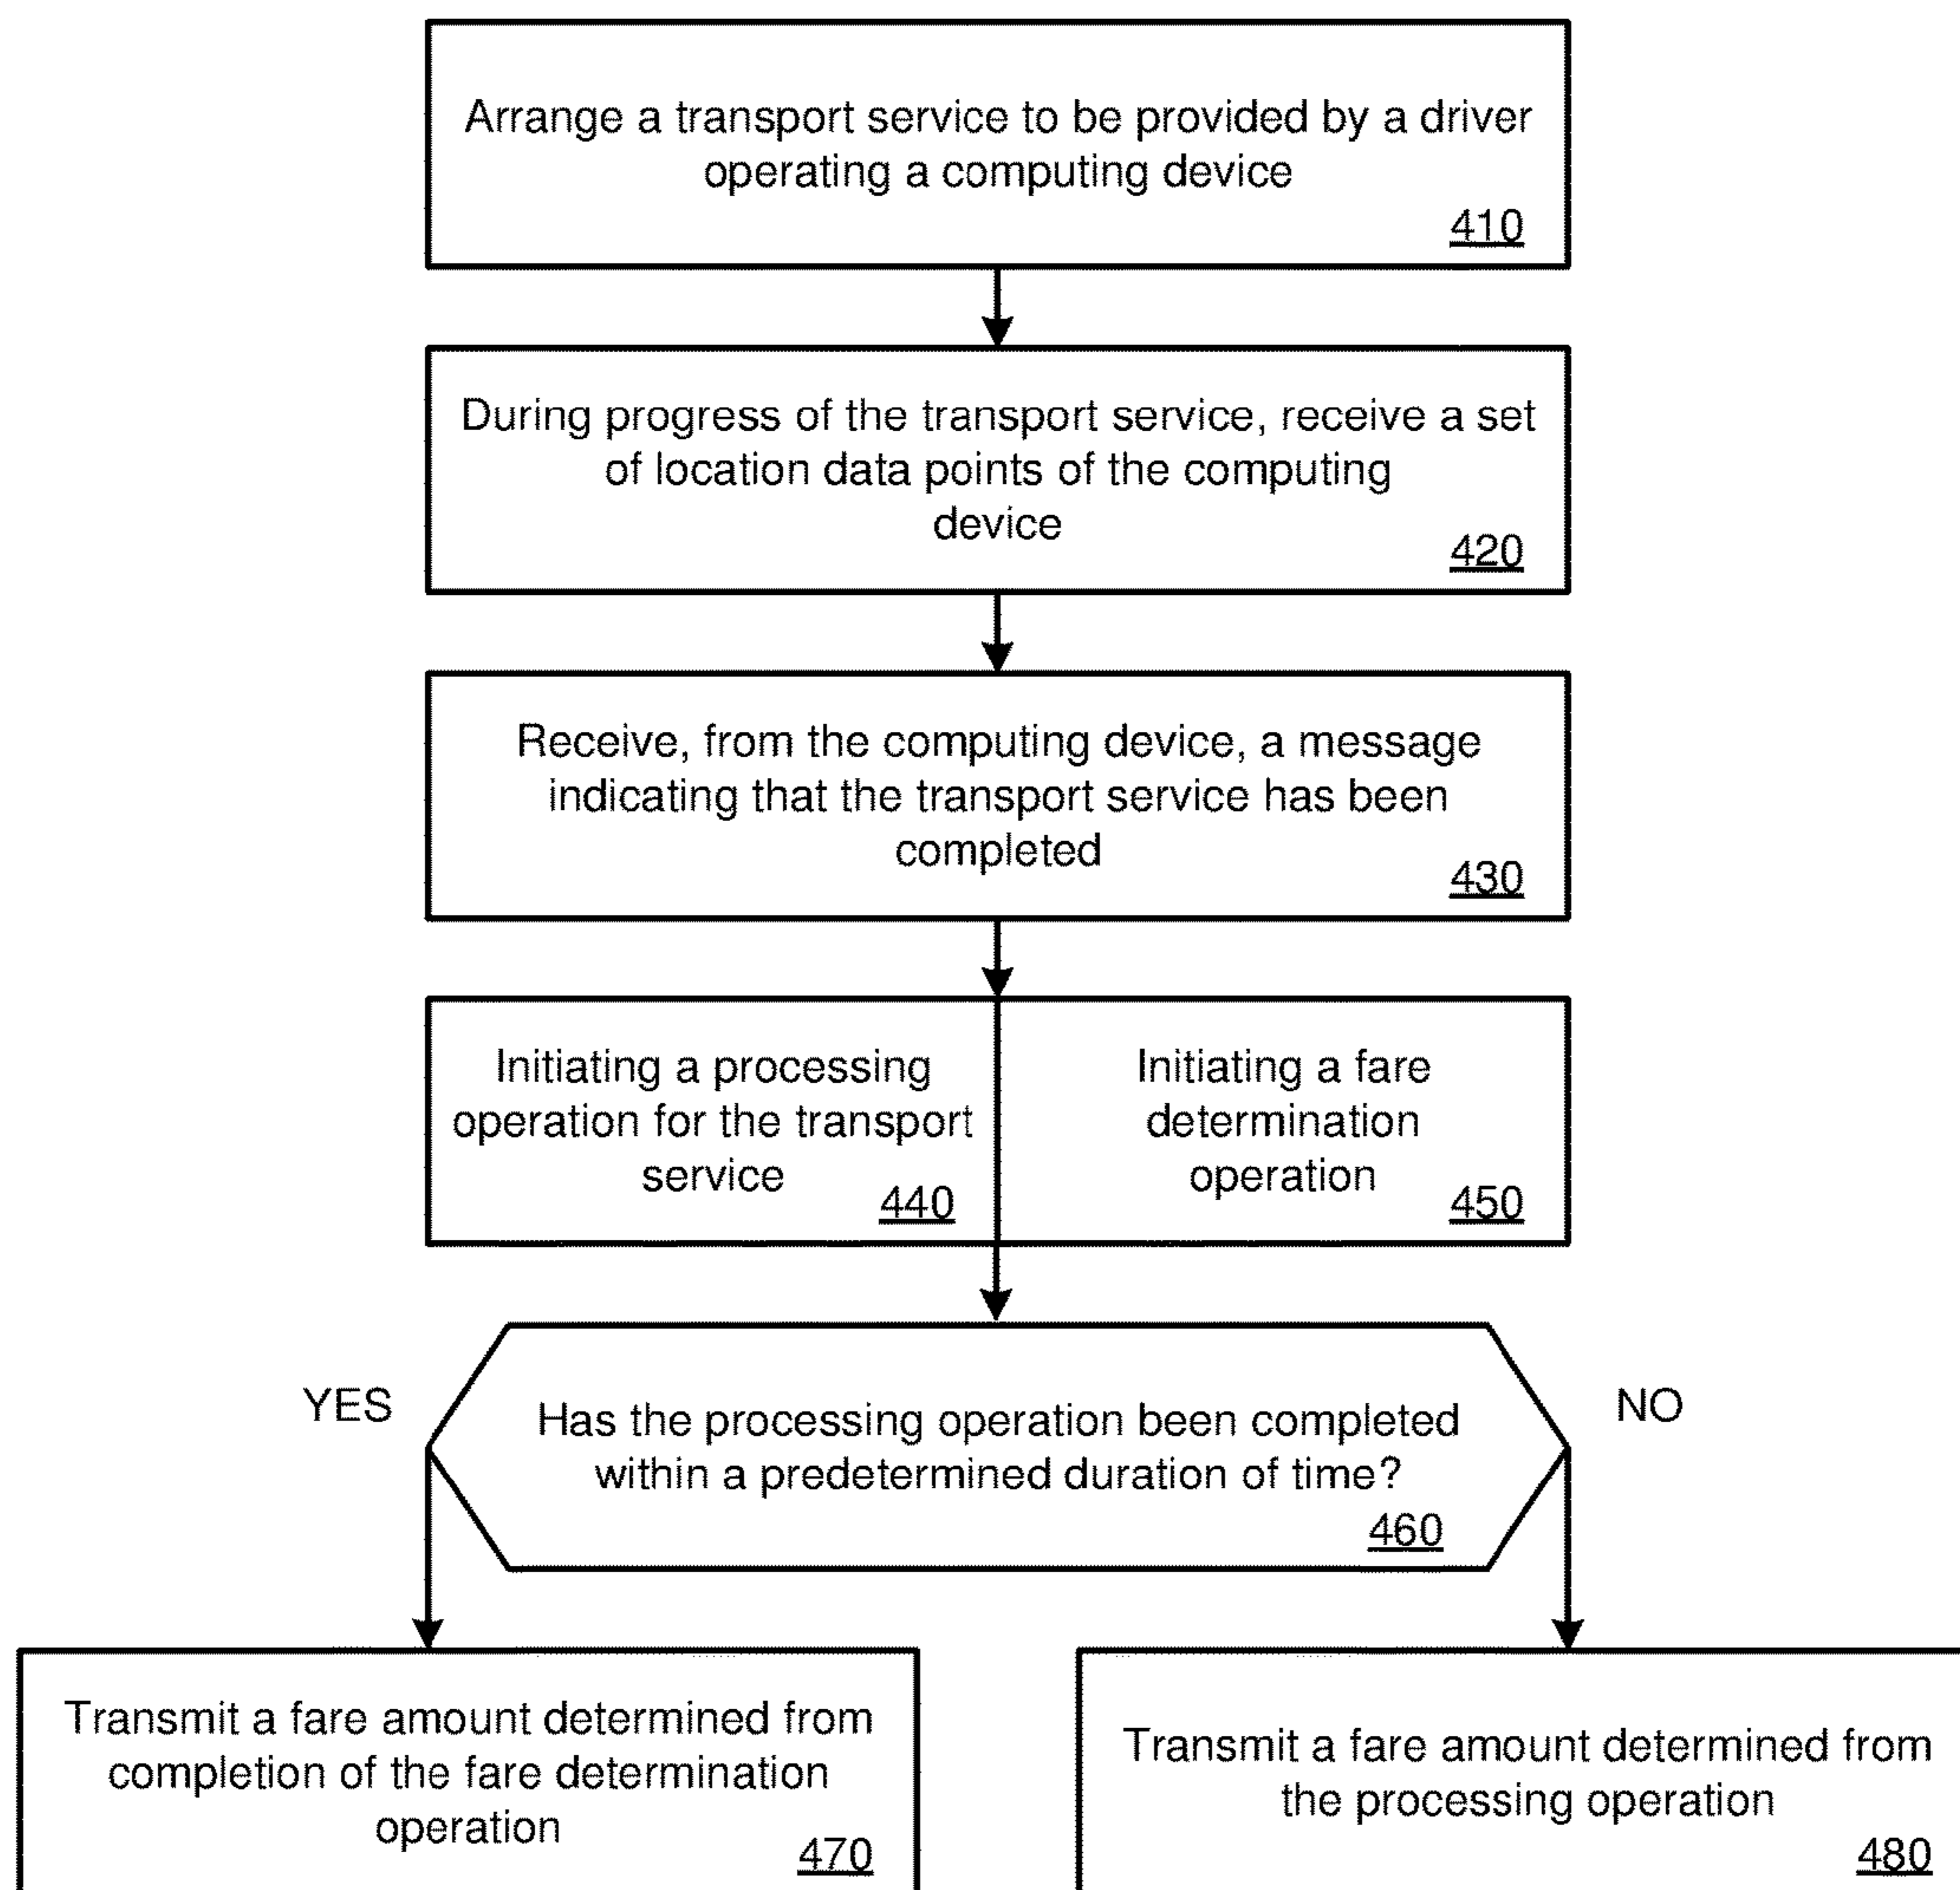 Arrange a transport service to be provided by a driver
operating a computing device
410
During progress of the transport service, receive a set
of location data points of the computing
device
420
Receive, from the computing device, a message
indicating that the transport service has been
completed
430
Initiating a processing
operation for the transport
service
440
Initiating a fare
determination
operation
450
YES
Has the processing operation been completed
within a predetermined duration of time?
460
NO
Transmit a fare amount determined from
completion of the fare determination
operation
470
Transmit a fare amount determined from
the processing operation
480